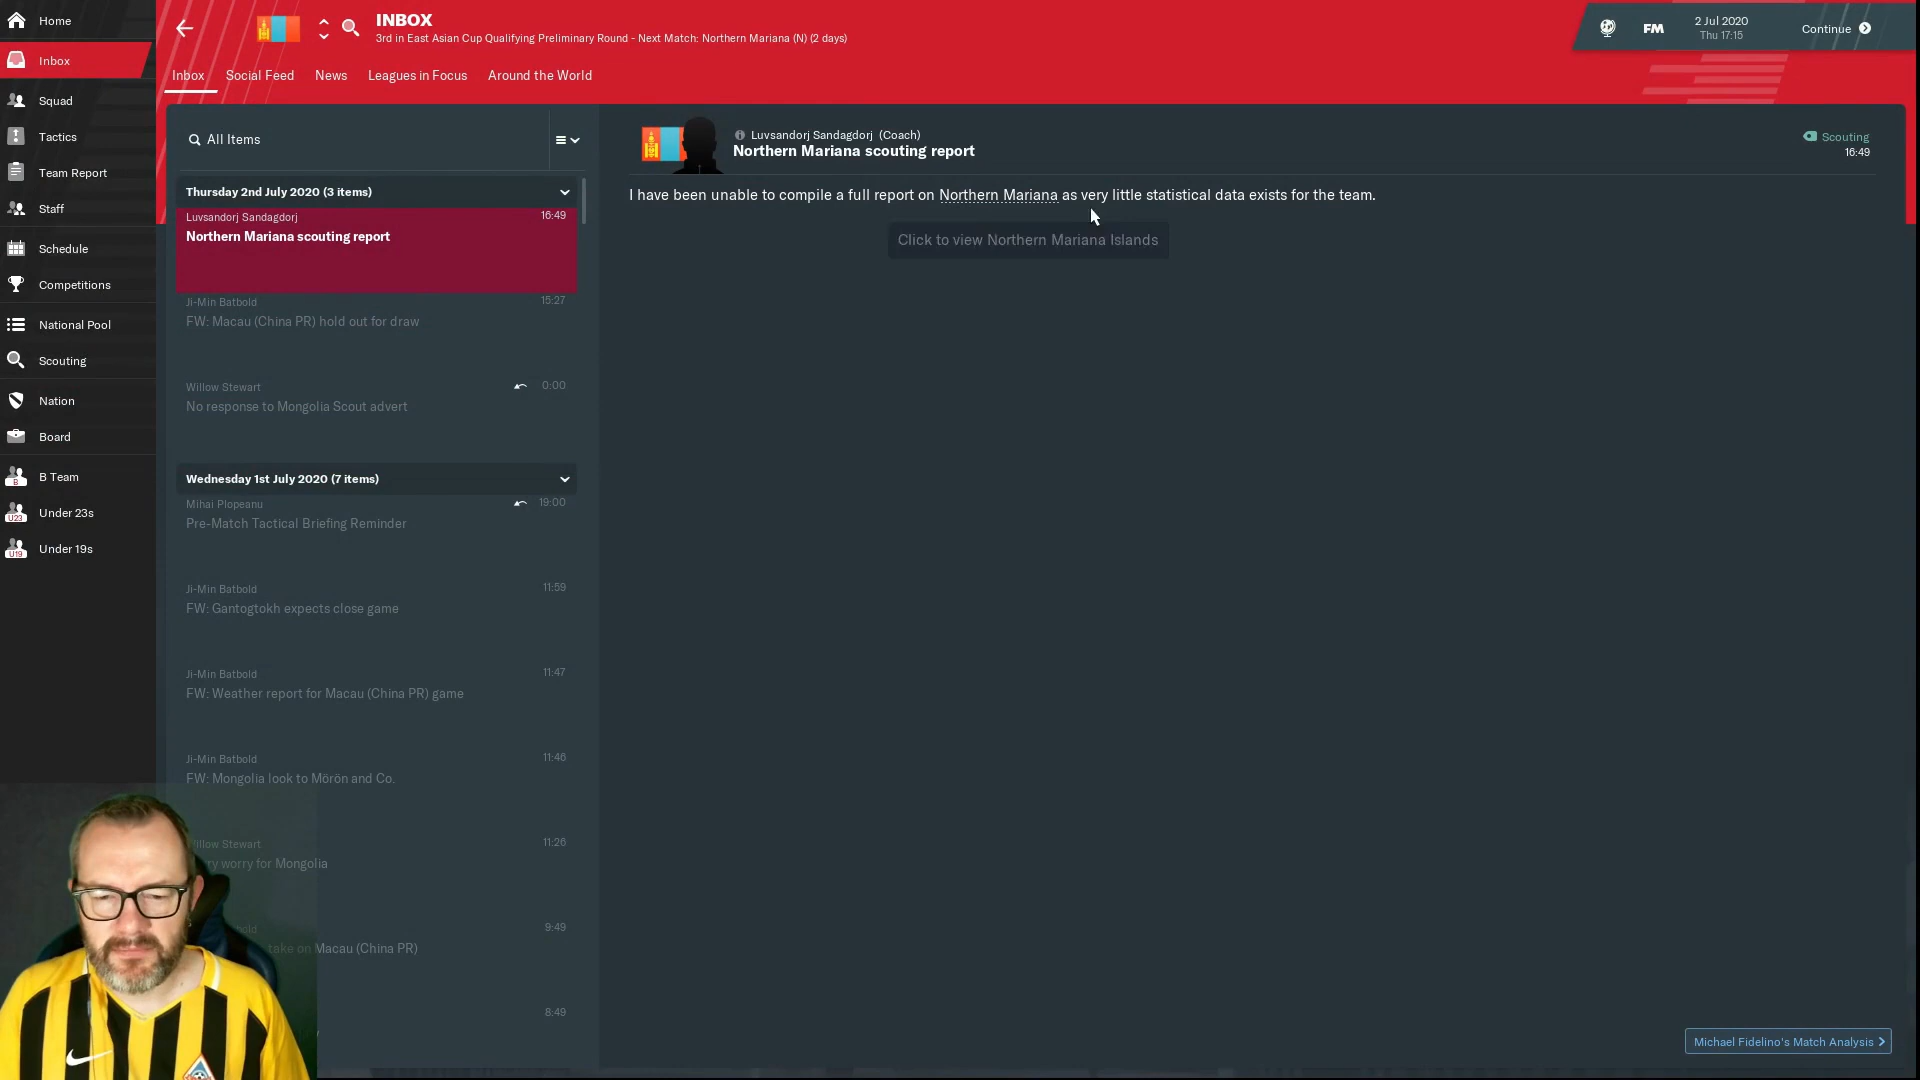 Home
Inbox
Squad
Tactics
Team Report
Staff
Schedule
Competitions
National Pool
Scouting
Nation
Board
B Team
Under 23s
Under 19s
INBOX
3rd in East Asian Cup Qualifying Preliminary Round - Next Match: Northern Mariana (N) (2 days)
FM
2 Jul 2020
Thu 17:15
Continue
Inbox Social Feed News Leagues in Focus Around the World
All Items
Thursday 2nd July 2020 (3 items)
Luvsandorj Sandagdorj 16:49
Northern Mariana scouting report
Ji-Min Batbold 15:27
FW: Macau (China PR) hold out for draw
Willow Stewart 0:00
No response to Mongolia Scout advert
Wednesday 1st July 2020 (7 items)
Mihai Plopeanu 19:00
Pre-Match Tactical Briefing Reminder
Ji-Min Batbold 11:59
FW: Gantogtokh expects close game
Ji-Min Batbold 11:47
FW: Weather report for Macau (China PR) game
Ji-Min Batbold 11:46
FW: Mongolia look to Mörön and Co.
Stewart 11:26
worry for Mongolia
9:49
take on Macau (China PR)
8:49
Luvsandorj Sandagdorj (Coach)
Northern Mariana scouting report
Scouting
16:49
I have been unable to compile a full report on Northern Mariana as very little statistical data exists for the team.
Click to view Northern Mariana Islands
Michael Fidelino's Match Analysis